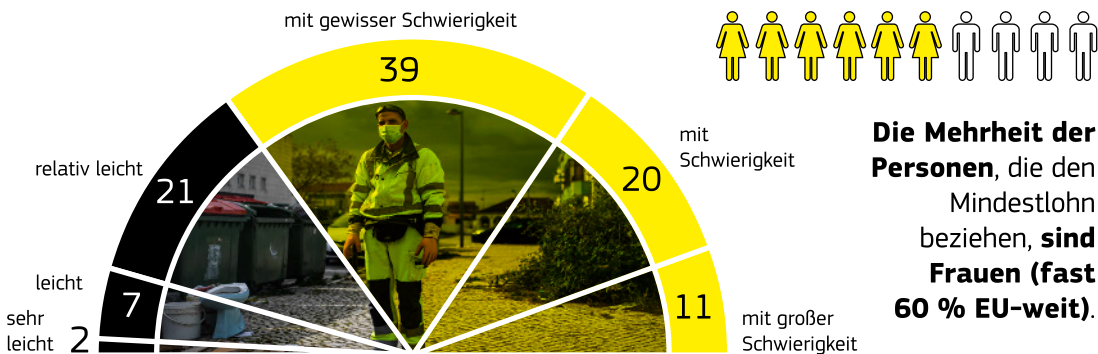 mit gewisser Schwierigkeit
39
mit
Schwierigkeit
20
relativ leicht
21
leicht
7
sehr
leicht
2
11
mit großer
Schwierigkeit
Die Mehrheit der
Personen, die den
Mindestlohn
beziehen, sind
Frauen (fast
60 % EU-weit).